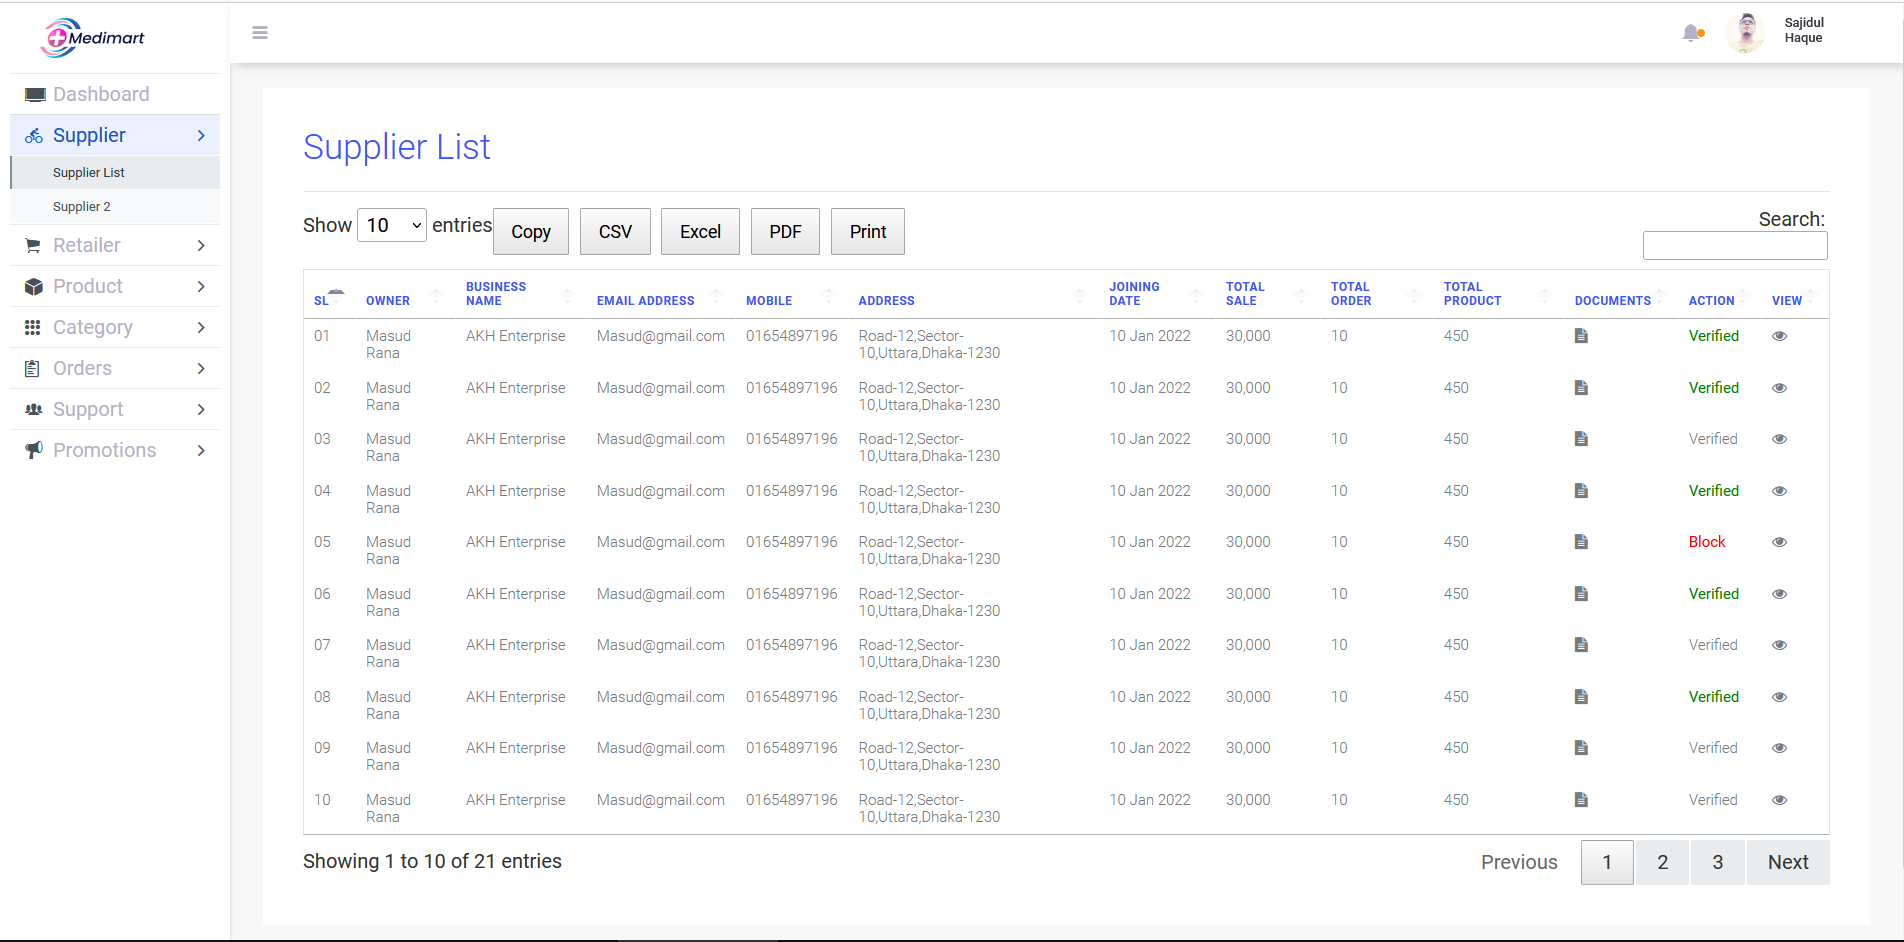 Medimart
Sajidul
Haque
Dashboard
Supplier
Supplier List
Supplier 2
Retailer
Product
Category
Orders
Support
Promotions
Supplier List
Show 10 entries Copy CSV Excel PDF Print Search:
SL OWNER BUSINESS NAME EMAIL ADDRESS MOBILE ADDRESS JOINING DATE TOTAL SALE TOTAL ORDER TOTAL PRODUCT DOCUMENTS ACTION VIEW
01 Masud Rana AKH Enterprise Masud@gmail.com 01654897196 Road-12,Sector-10,Uttara,Dhaka-1230 10 Jan 2022 30,000 10 450 Verified
02 Masud Rana AKH Enterprise Masud@gmail.com 01654897196 Road-12,Sector-10,Uttara,Dhaka-1230 10 Jan 2022 30,000 10 450 Verified
03 Masud Rana AKH Enterprise Masud@gmail.com 01654897196 Road-12,Sector-10,Uttara,Dhaka-1230 10 Jan 2022 30,000 10 450 Verified
04 Masud Rana AKH Enterprise Masud@gmail.com 01654897196 Road-12,Sector-10,Uttara,Dhaka-1230 10 Jan 2022 30,000 10 450 Verified
05 Masud Rana AKH Enterprise Masud@gmail.com 01654897196 Road-12,Sector-10,Uttara,Dhaka-1230 10 Jan 2022 30,000 10 450 Block
06 Masud Rana AKH Enterprise Masud@gmail.com 01654897196 Road-12,Sector-10,Uttara,Dhaka-1230 10 Jan 2022 30,000 10 450 Verified
07 Masud Rana AKH Enterprise Masud@gmail.com 01654897196 Road-12,Sector-10,Uttara,Dhaka-1230 10 Jan 2022 30,000 10 450 Verified
08 Masud Rana AKH Enterprise Masud@gmail.com 01654897196 Road-12,Sector-10,Uttara,Dhaka-1230 10 Jan 2022 30,000 10 450 Verified
09 Masud Rana AKH Enterprise Masud@gmail.com 01654897196 Road-12,Sector-10,Uttara,Dhaka-1230 10 Jan 2022 30,000 10 450 Verified
10 Masud Rana AKH Enterprise Masud@gmail.com 01654897196 Road-12,Sector-10,Uttara,Dhaka-1230 10 Jan 2022 30,000 10 450 Verified
Showing 1 to 10 of 21 entries Previous 1 2 3 Next